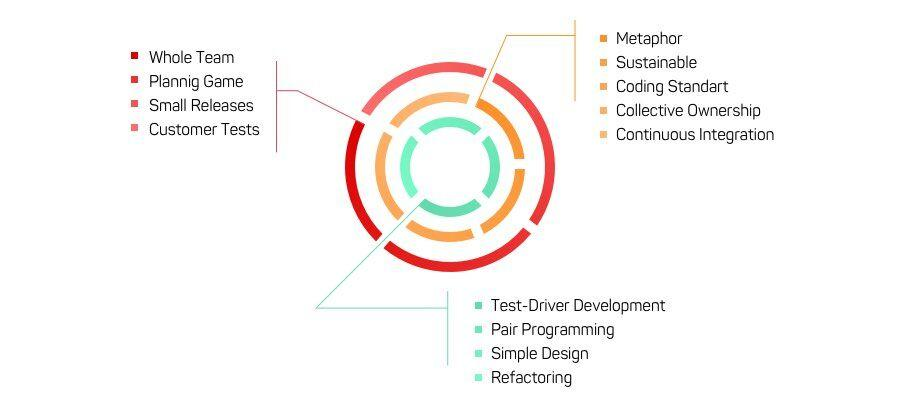 Whole Team
Plannig Game
Small Releases
Customer Tests
Metaphor
Sustainable
Coding Standart
Collective Ownership
Continuous Integration
Test-Driver Development
Pair Programming
Simple Design
Refactoring